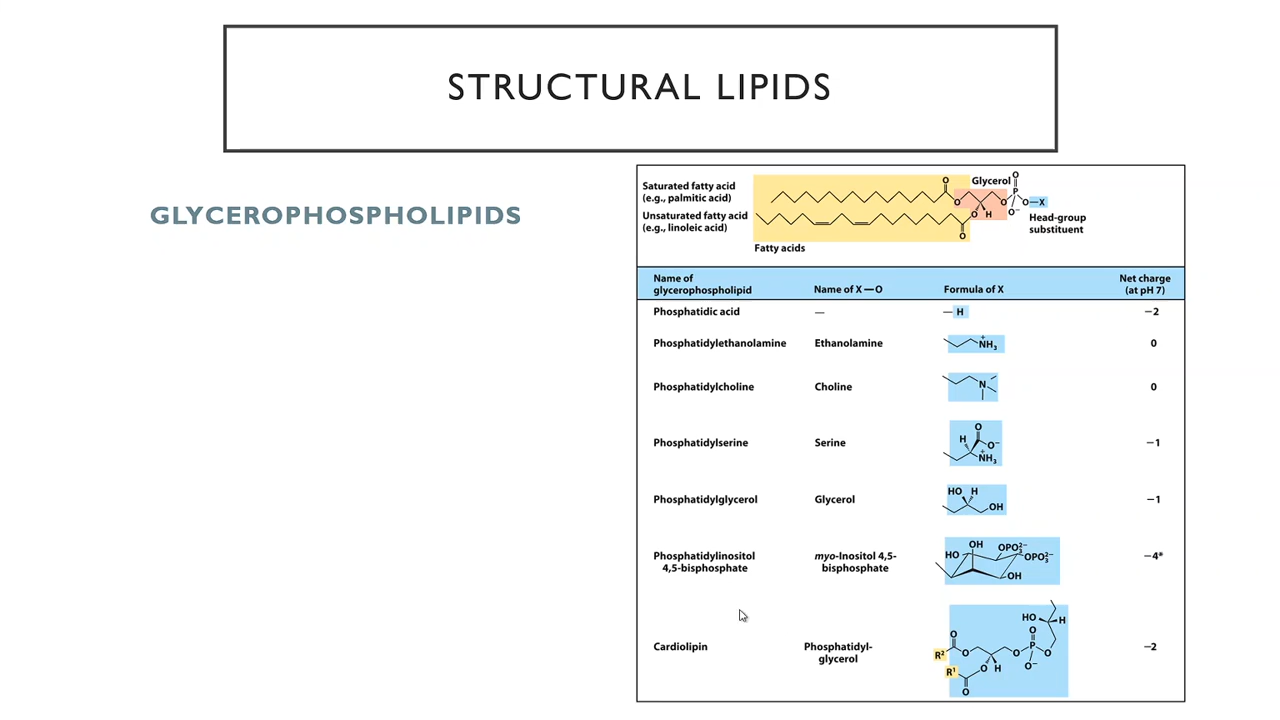 STRUCTURAL LIPIDS
GLYCEROPHOSPHOLIPIDS
Saturated fatty acid
(e.g., palmitic acid)
Unsaturated fatty acid
(e.g., linoleic acid)
Fatty acids
Glycerol
O
O
O
O
H
O
O
P
O⁻
O—X
Head-group
substituent
Name of
glycerophospholipid
Name of X—O
Formula of X
Net charge
(at pH 7)
Phosphatidic acid — —H −2
Phosphatidylethanolamine Ethanolamine NH₃⁺ 0
Phosphatidylcholine Choline N 0
Phosphatidylserine Serine
O
H
O⁻
NH₃⁺
−1
Phosphatidylglycerol Glycerol
HO H
OH
−1
Phosphatidylinositol
4,5-bisphosphate
myo-Inositol 4,5-
bisphosphate
OH
HO
OPO₃²⁻
OPO₃²⁻
OH
−4*
Cardiolipin
Phosphatidyl-
glycerol
HO H
O
O
R² O O P O
O⁻
R¹ O H
O
−2